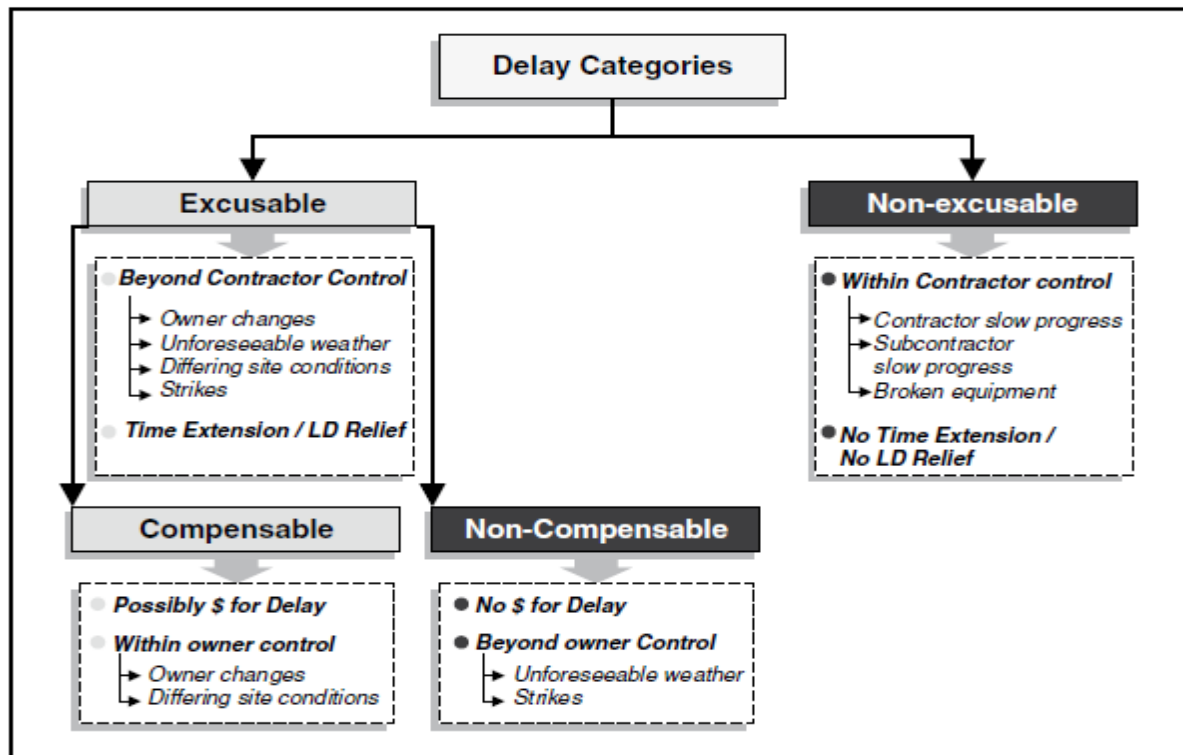 Delay Categories
Excusable
Beyond Contractor Control
Owner changes
Unforeseeable weather
Differing site conditions
Strikes
Time Extension / LD Relief
Non-excusable
Within Contractor control
Contractor slow progress
Subcontractor
slow progress
Broken equipment
No Time Extension /
No LD Relief
Compensable
Possibly $ for Delay
Within owner control
Owner changes
Differing site conditions
Non-Compensable
No $ for Delay
Beyond owner Control
Unforeseeable weather
Strikes